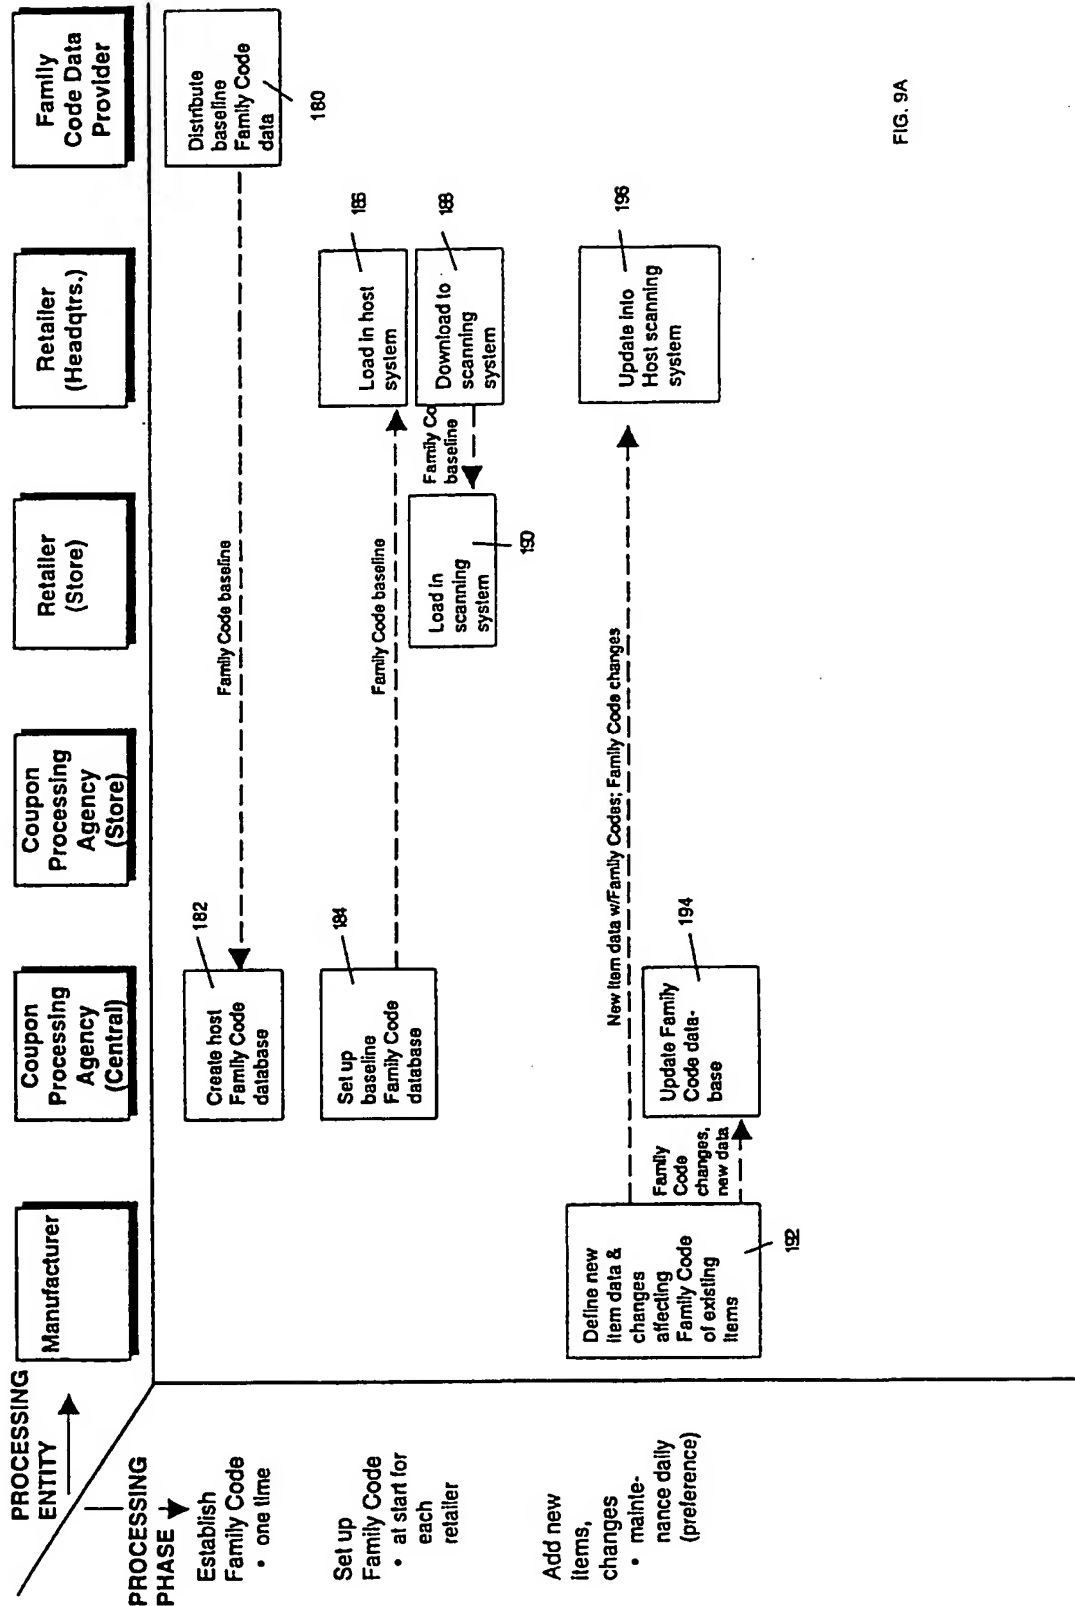 PROCESSING
ENTITY
PROCESSING
PHASE
Manufacturer
Coupon
Processing
Agency
(Central)
Coupon
Processing
Agency
(Store)
Retailer
(Store)
Retailer
(Headqtrs.)
Family
Code Data
Provider
Establish
Family Code
• one time
Create host
Family Code
database
182
Family Code baseline
Distribute
baseline
Family Code
data
180
Set up
Family Code
• at start for
each
retailer
Set up
baseline
Family Code
database
184
Family Code baseline
Load in host
system
186
Load in
scanning
system
190
Family Co
baseline
Download to
scanning
system
188
Add new
items,
changes
• mainte-
nance daily
(preference)
Define new
item data &
changes
affecting
Family Code
of existing
items
192
New item data w/Family Codes; Family Code changes
Family
Code
changes,
new data
Update Family
Code data-
base
194
Update into
Host scanning
system
196
FIG. 9A